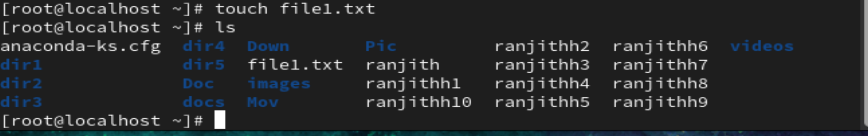 [root@localhost ~]# touch file1.txt
[root@localhost ~]# ls
anaconda-ks.cfg dir4 Down Pic ranjithh2 ranjithh6 videos
dir1 dir5 file1.txt ranjith ranjithh3 ranjithh7
dir2 Doc images ranjithh1 ranjithh4 ranjithh8
dir3 docs Mov ranjithh10 ranjithh5 ranjithh9
[root@localhost ~]#